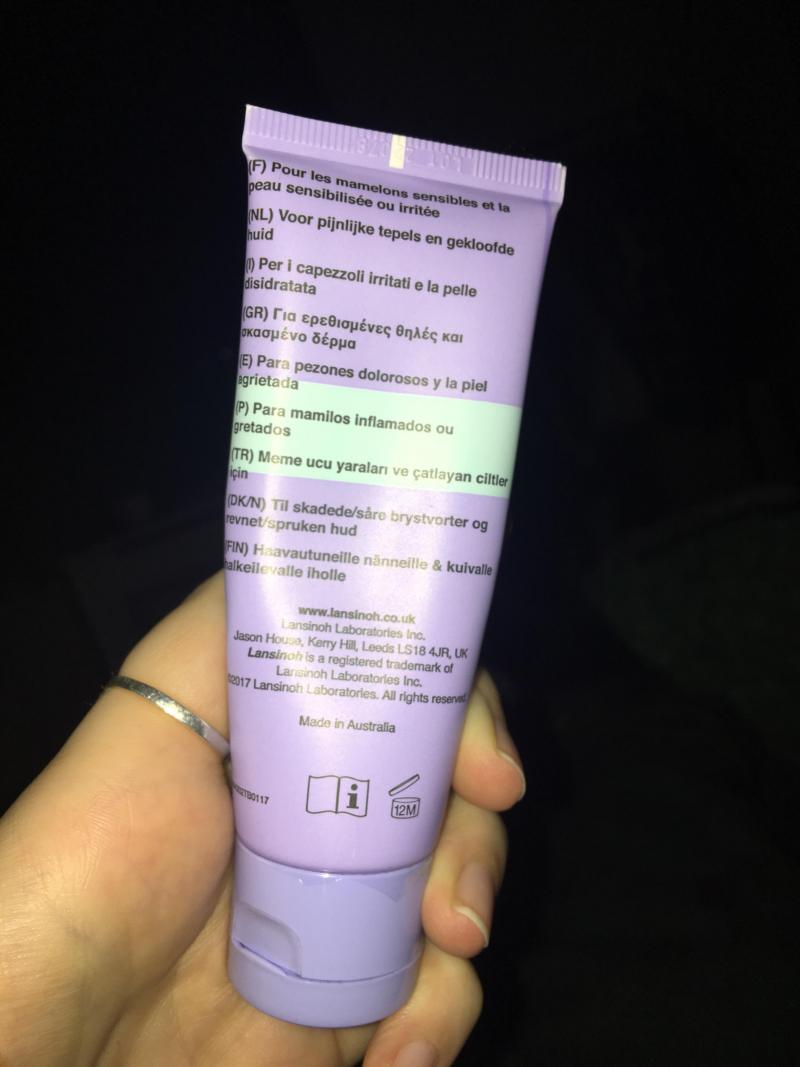 LOT
(F) Pour les mamelons sensibles et la
peau sensibilisée ou irritée
(NL) Voor pijnlijke tepels en gekloofde
huid
(I) Per i capezzoli irritati e la pelle
disidratata
(GR) Για ερεθισμένες θηλές και
σκασμένο δέρμα
(E) Para pezones dolorosos y la piel
agrietada
(P) Para mamilos inflamados ou
gretados
(TR) Meme ucu yaraları ve çatlayan ciltler
için
(DK/N) Til skadede/såre brystvorter og
revnet/spruken hud
(FIN) Haavautuneille nänneille & kuivalle
halkeilevalle iholle
www.lansinoh.co.uk
Lansinoh Laboratories Inc.
Jason House, Kerry Hill, Leeds LS18 4JR, UK
Lansinoh is a registered trademark of
Lansinoh Laboratories Inc.
©2017 Lansinoh Laboratories. All rights reserved
Made in Australia
i
12M